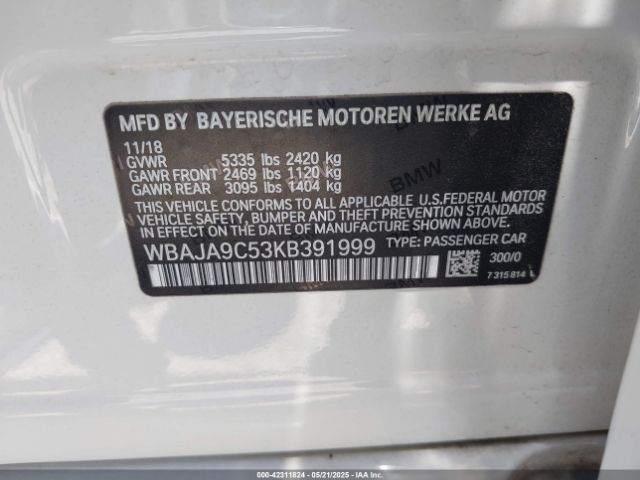 MFD BY BAYERISCHE MOTOREN WERKE AG
11/18
GVWR 5335 lbs 2420 kg
GAWR FRONT 2469 lbs 1120 kg
GAWR REAR 3095 lbs 1404 kg
THIS VEHICLE CONFORMS TO ALL APPLICABLE U.S.FEDERAL MOTOR
VEHICLE SAFETY, BUMPER AND THEFT PREVENTION STANDARDS
IN EFFECT ON THE DATE OF MANUFACTURE SHOWN ABOVE.
WBAJA9C53KB391999 TYPE: PASSENGER CAR
300/0
7 315 814
BMW
000-42311824 - 05/21/2025 - IAA Inc.